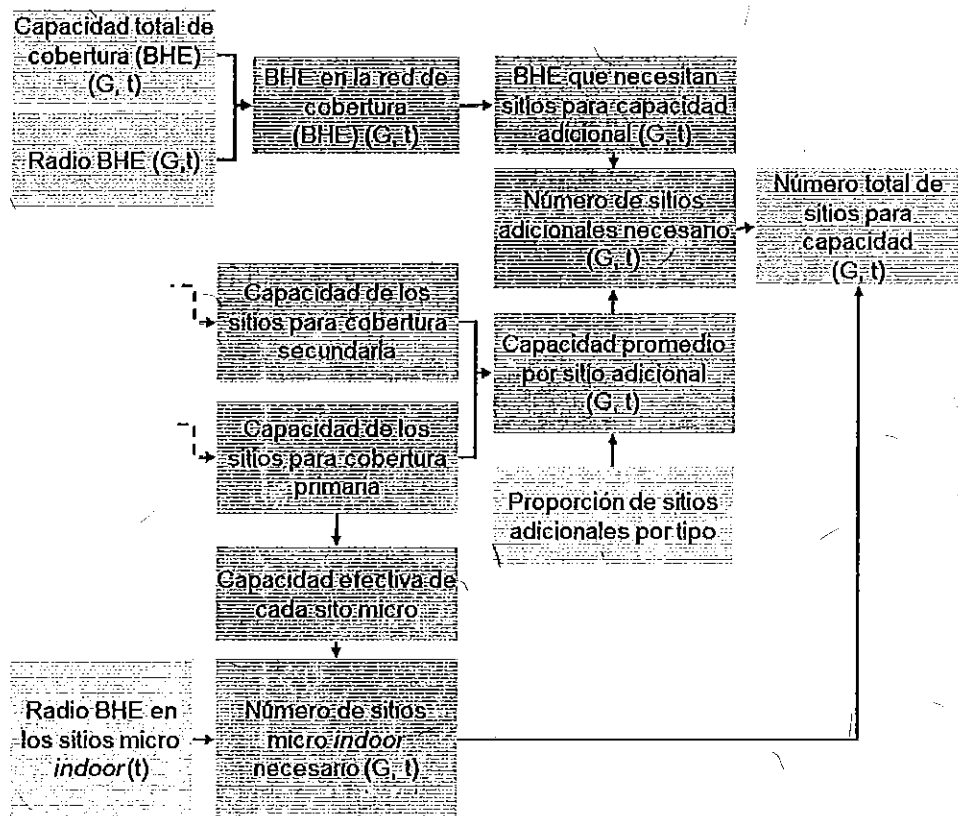 Capacidad total de
cobertura (BHE)
(G, t)
Radio BHE (G,t)
BHE en la red de
cobertura
(BHE) (G, t)
BHE que necesitan
sitios para capacidad
adicional (G, t)
Número de sitios
adicionales necesario
(G, t)
Número total de
sitios para
capacidad
(G, t)
Capacidad de los
sitios para cobertura
secundaria
Capacidad promedio
por sitio adicional
(G, t)
Capacidad de los
sitios para cobertura
primaria
Proporción de sitios
adicionales por tipo
Capacidad efectiva de
cada sito micro
Radio BHE en
los sitios micro
indoor (t)
Número de sitios
micro indoor
necesario (G, t)